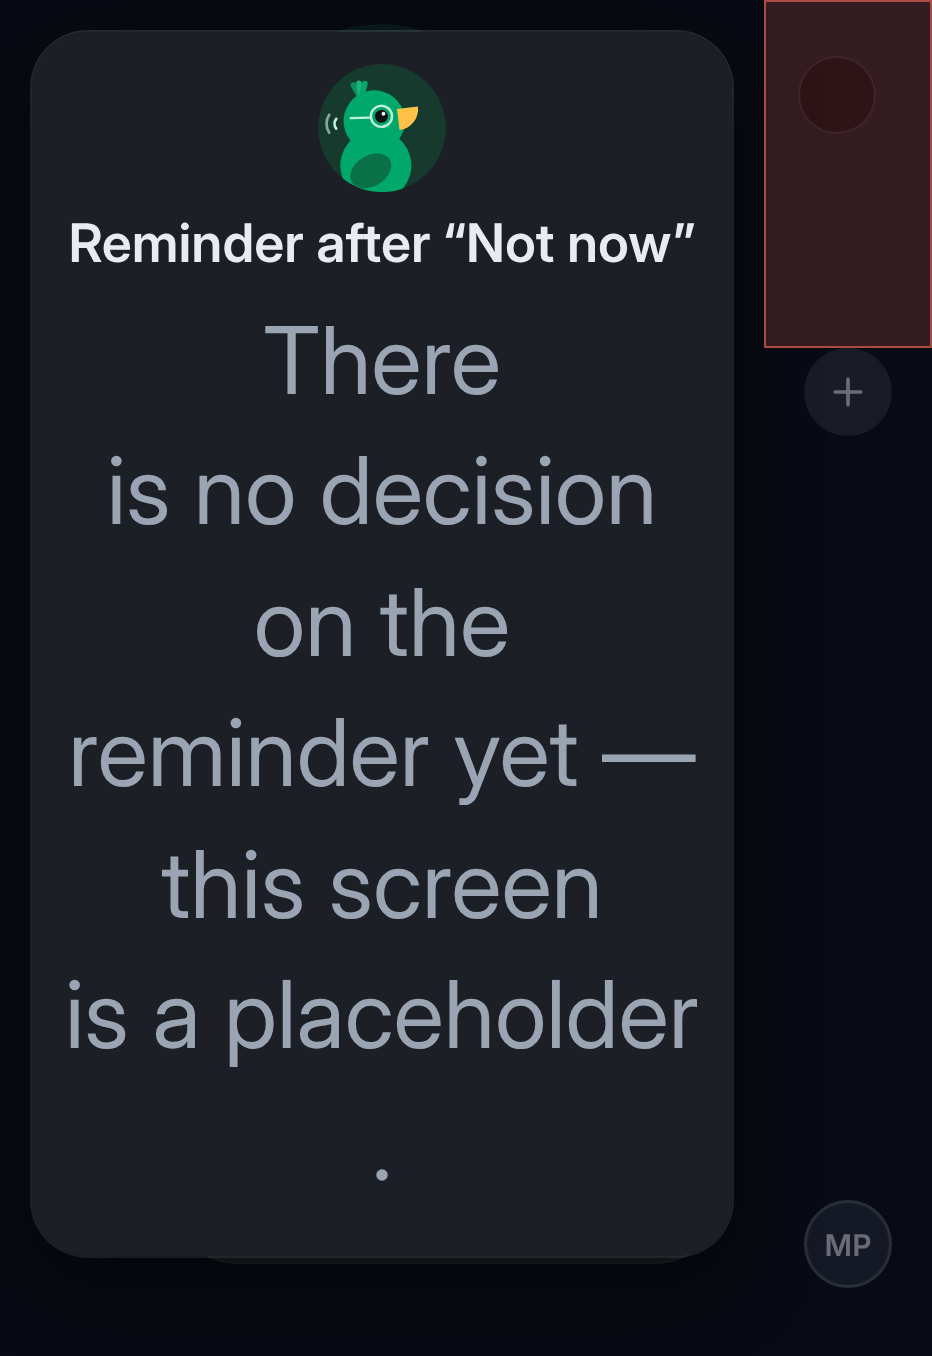 Reminder after “Not now”
There
is no decision
on the
reminder yet —
this screen
is a placeholder
.
+
MP